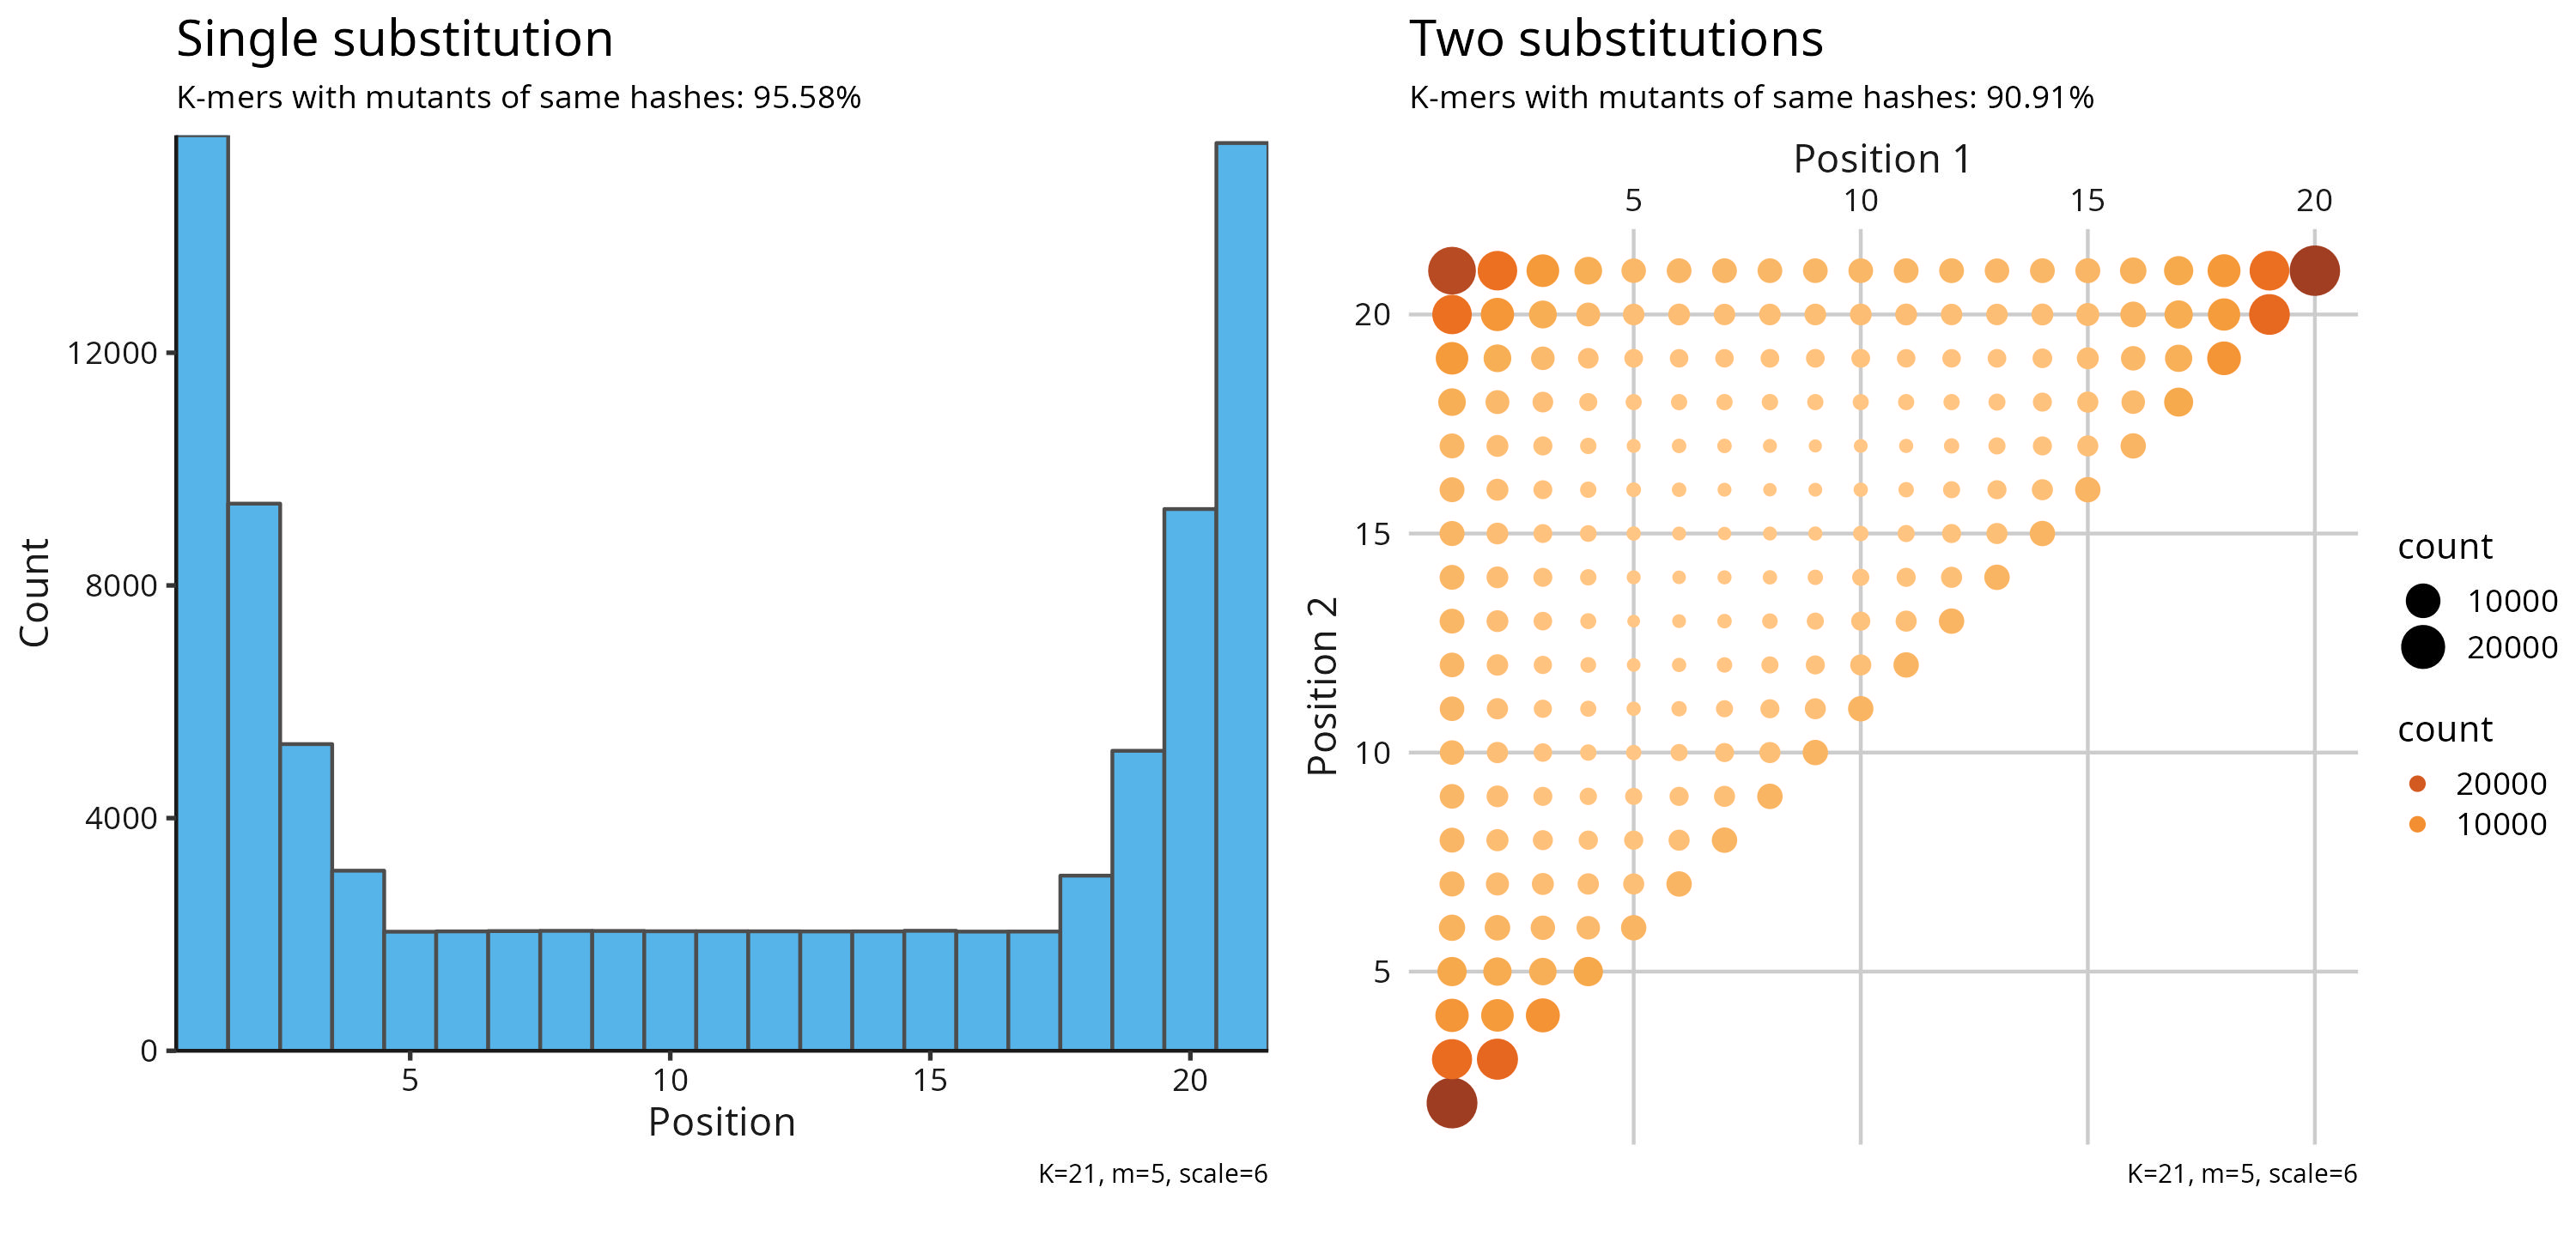 Single substitution
K-mers with mutants of same hashes: 95.58%
Count
12000
8000
4000
0
5 10 15 20
Position
K=21, m=5, scale=6
Two substitutions
K-mers with mutants of same hashes: 90.91%
Position 1
5 10 15 20
Position 2
20
15
10
5
K=21, m=5, scale=6
count
10000
20000
count
20000
10000